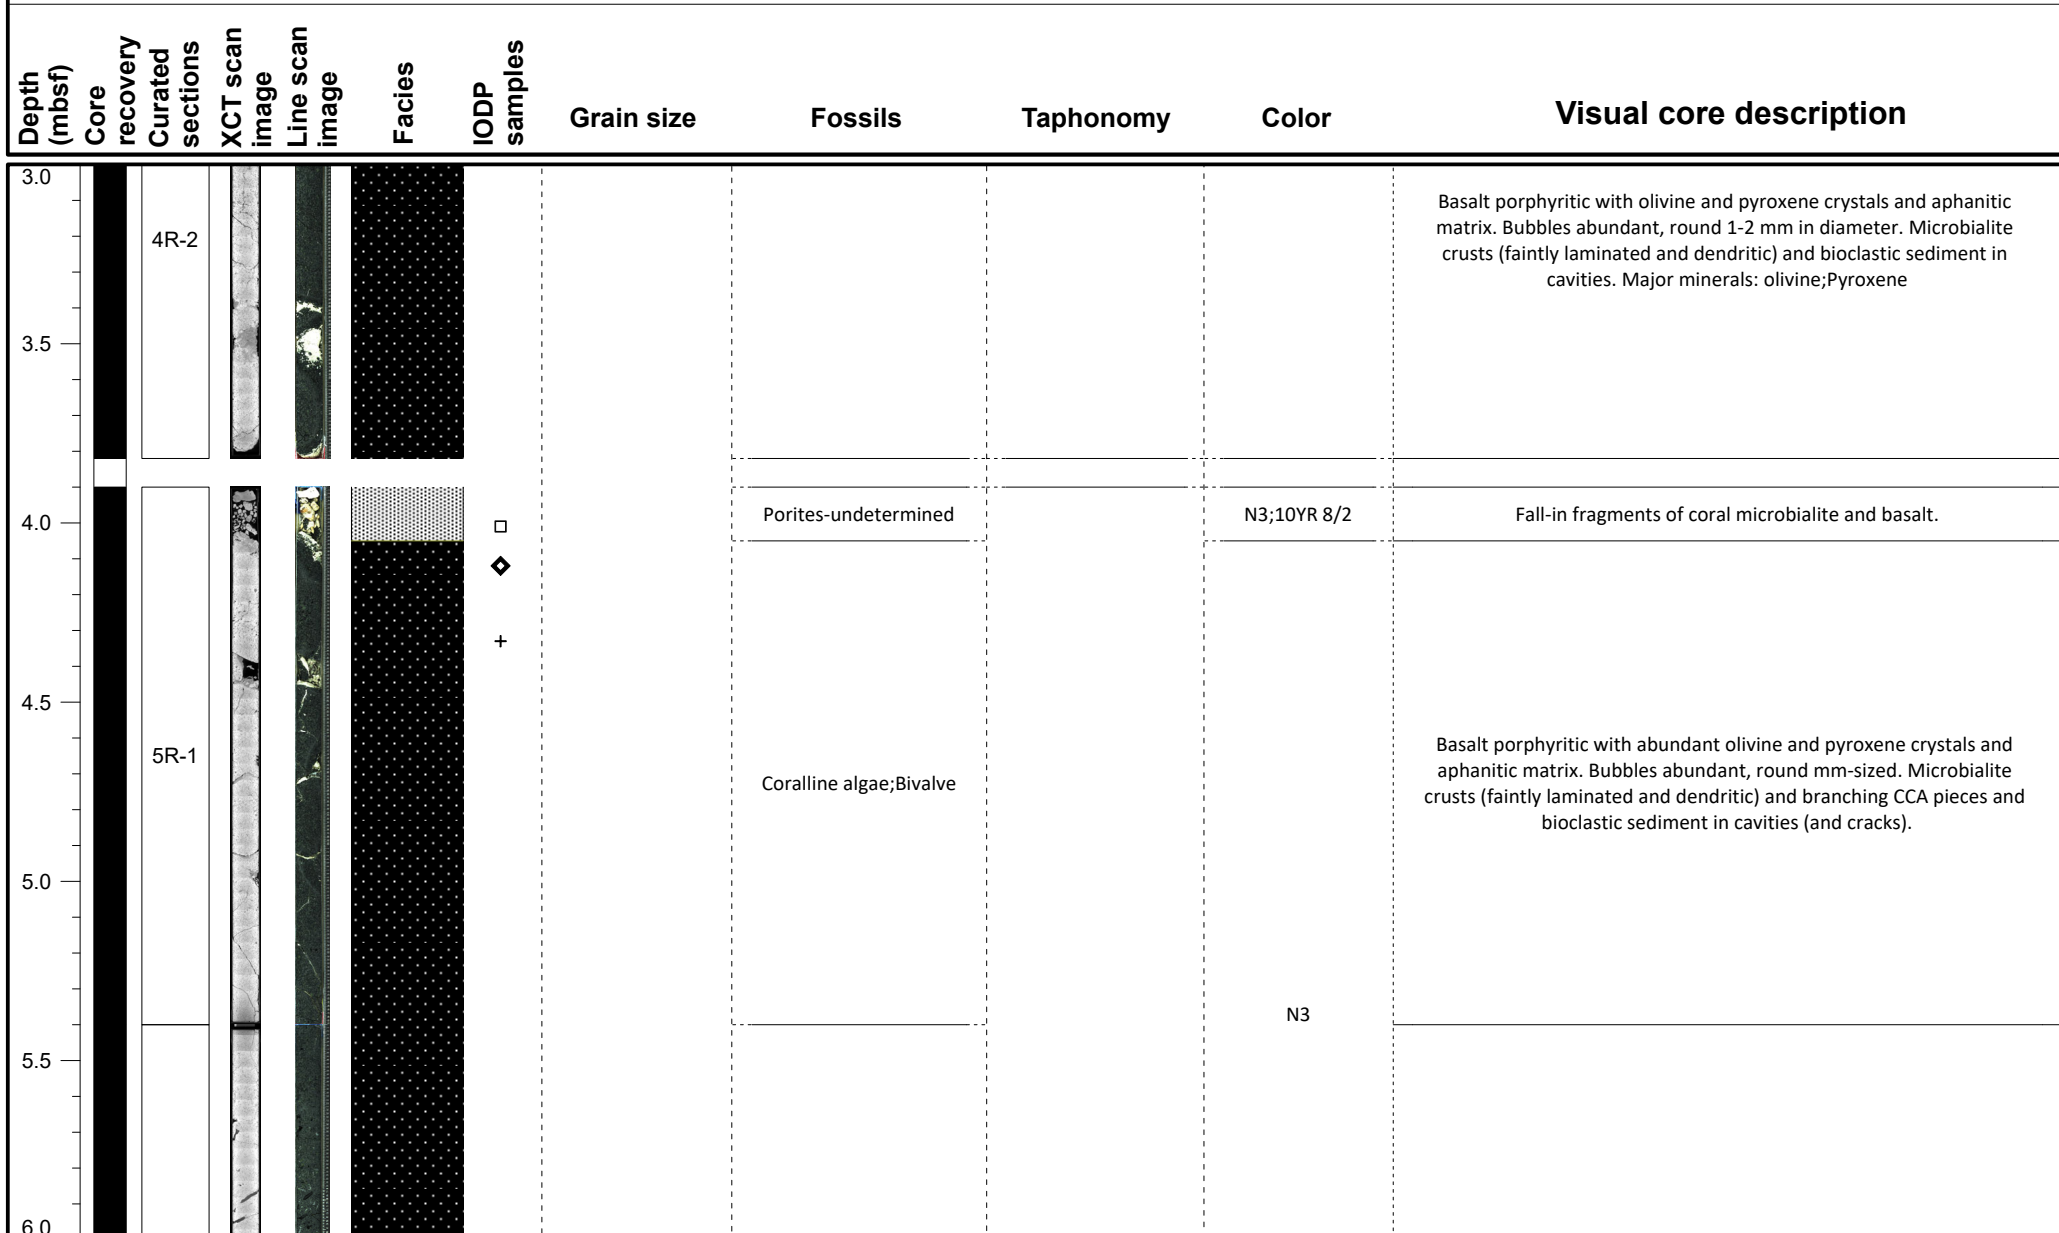 Depth
(mbsf)
Core
recovery
Curated
sections
XCT scan
image
Line scan
image
Facies
IODP
samples
Grain size
Fossils
Taphonomy
Color
Visual core description
3.0
4R-2
Basalt porphyritic with olivine and pyroxene crystals and aphanitic
matrix. Bubbles abundant, round 1-2 mm in diameter. Microbialite
crusts (faintly laminated and dendritic) and bioclastic sediment in
cavities. Major minerals: olivine;Pyroxene
3.5
4.0
Porites-undetermined
N3;10YR 8/2
Fall-in fragments of coral microbialite and basalt.
4.5
5R-1
Coralline algae;Bivalve
Basalt porphyritic with abundant olivine and pyroxene crystals and
aphanitic matrix. Bubbles abundant, round mm-sized. Microbialite
crusts (faintly laminated and dendritic) and branching CCA pieces and
bioclastic sediment in cavities (and cracks).
5.0
N3
5.5
6.0